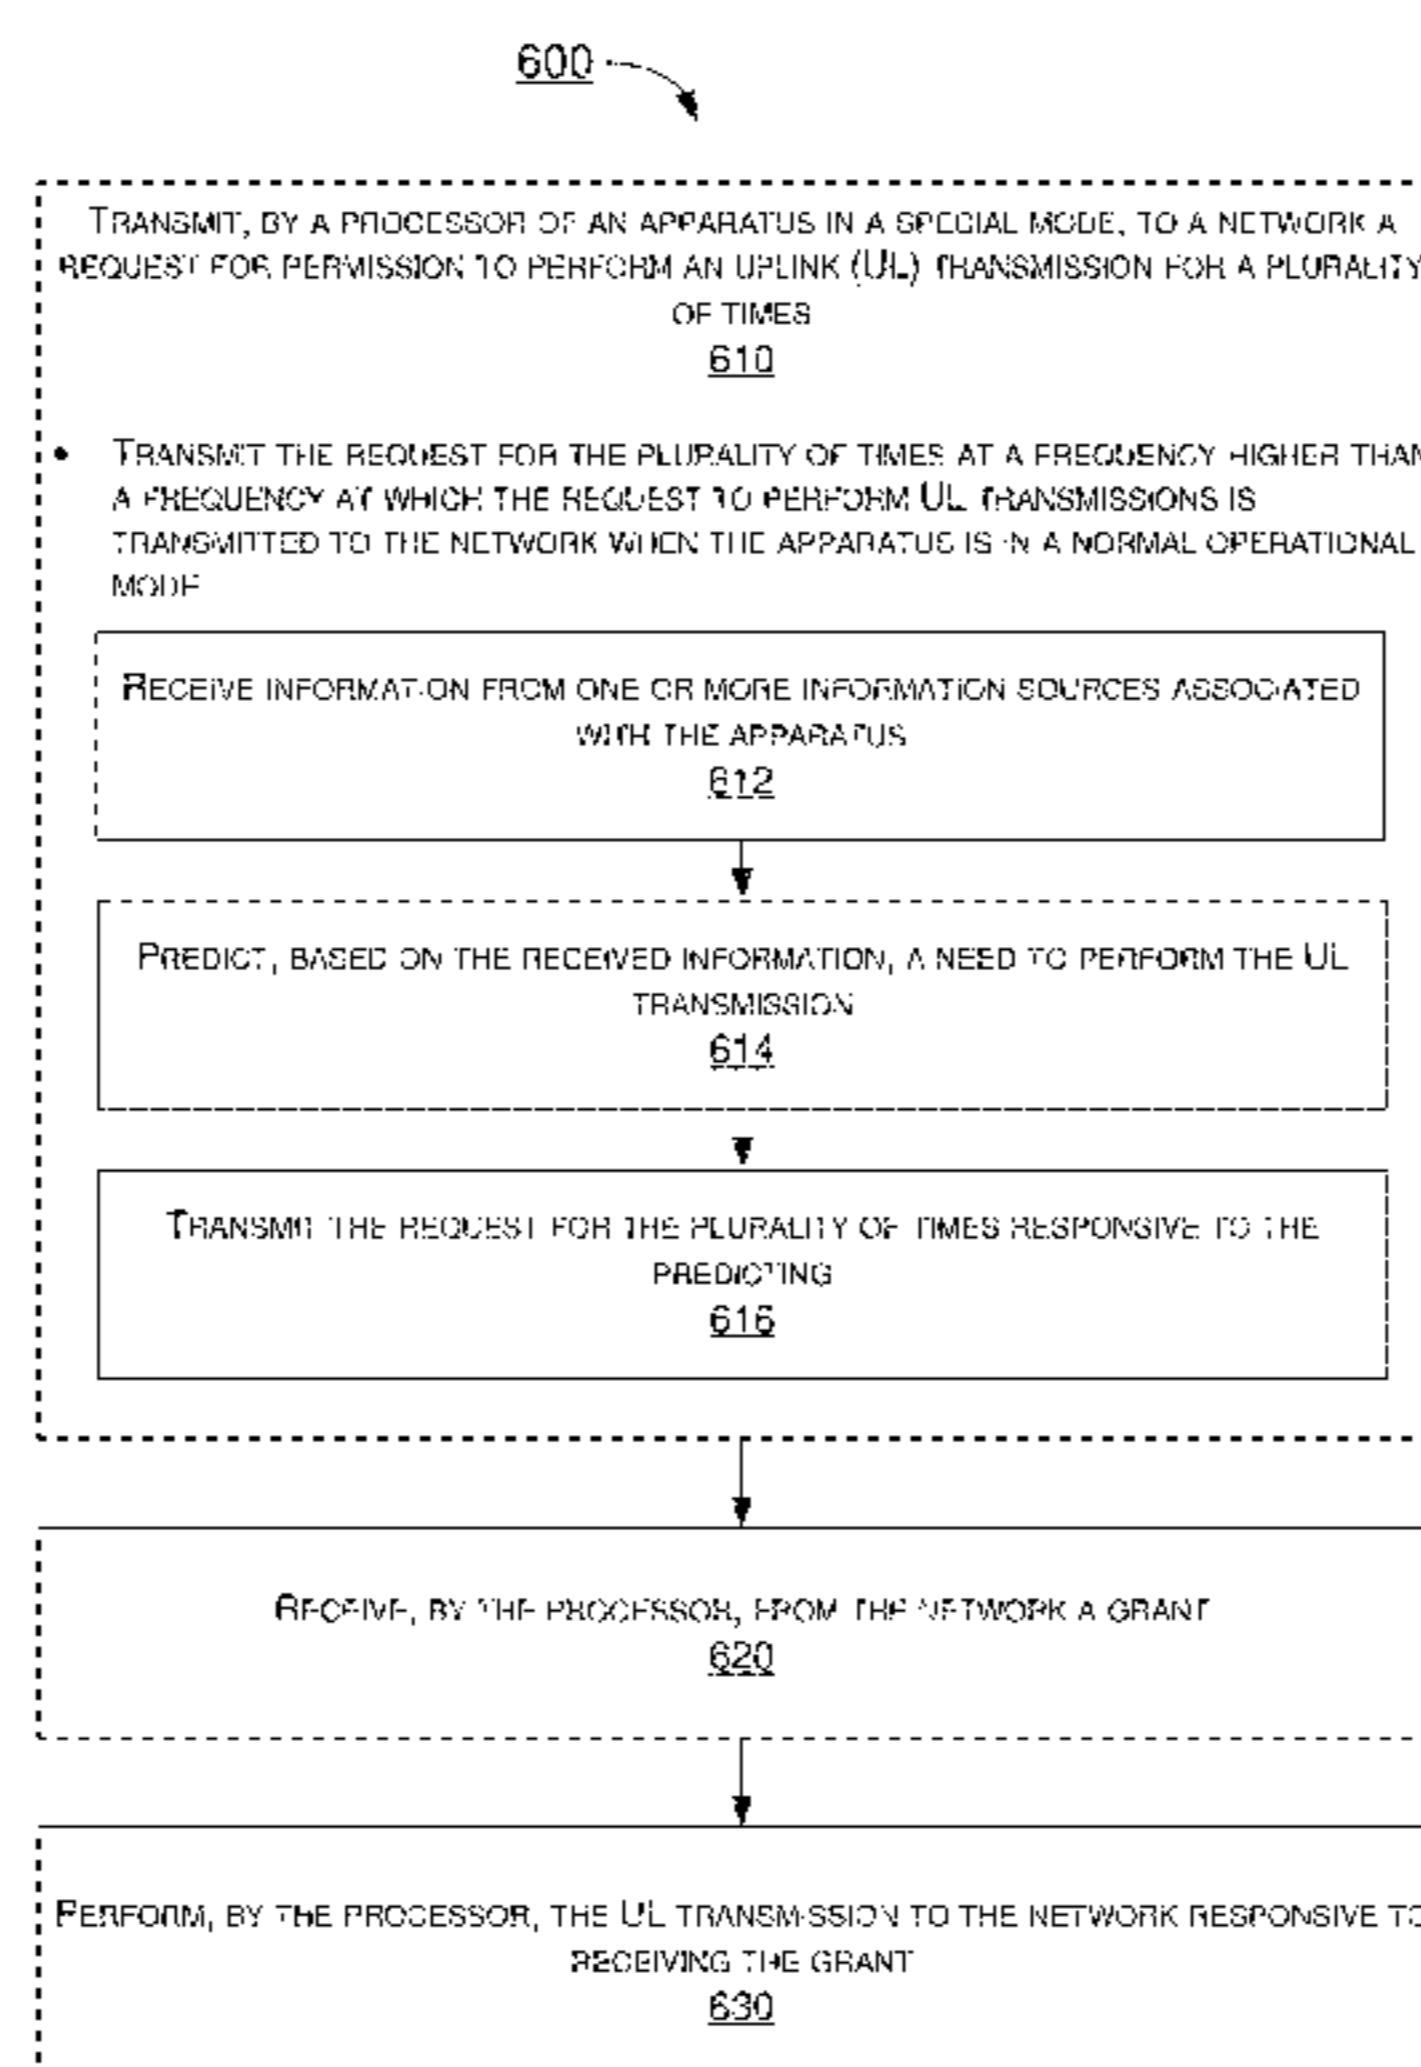 600
TRANSMIT, BY A PROCESSOR OF AN APPARATUS IN A SPECIAL MODE, TO A NETWORK A
REQUEST FOR PERMISSION TO PERFORM AN UPLINK (UL) TRANSMISSION FOR A PLURALITY
OF TIMES
610
• TRANSMIT THE REQUEST FOR THE PLURALITY OF TIMES AT A FREQUENCY HIGHER THAN
A FREQUENCY AT WHICH THE REQUEST TO PERFORM UL TRANSMISSIONS IS
TRANSMITTED TO THE NETWORK WHEN THE APPARATUS IS IN A NORMAL OPERATIONAL
MODE
RECEIVE INFORMATION FROM ONE OR MORE INFORMATION SOURCES ASSOCIATED
WITH THE APPARATUS
612
PREDICT, BASED ON THE RECEIVED INFORMATION, A NEED TO PERFORM THE UL
TRANSMISSION
614
TRANSMIT THE REQUEST FOR THE PLURALITY OF TIMES RESPONSIVE TO THE
PREDICTING
616
RECEIVE, BY THE PROCESSOR, FROM THE NETWORK A GRANT
620
PERFORM, BY THE PROCESSOR, THE UL TRANSMISSION TO THE NETWORK RESPONSIVE TO
RECEIVING THE GRANT
630